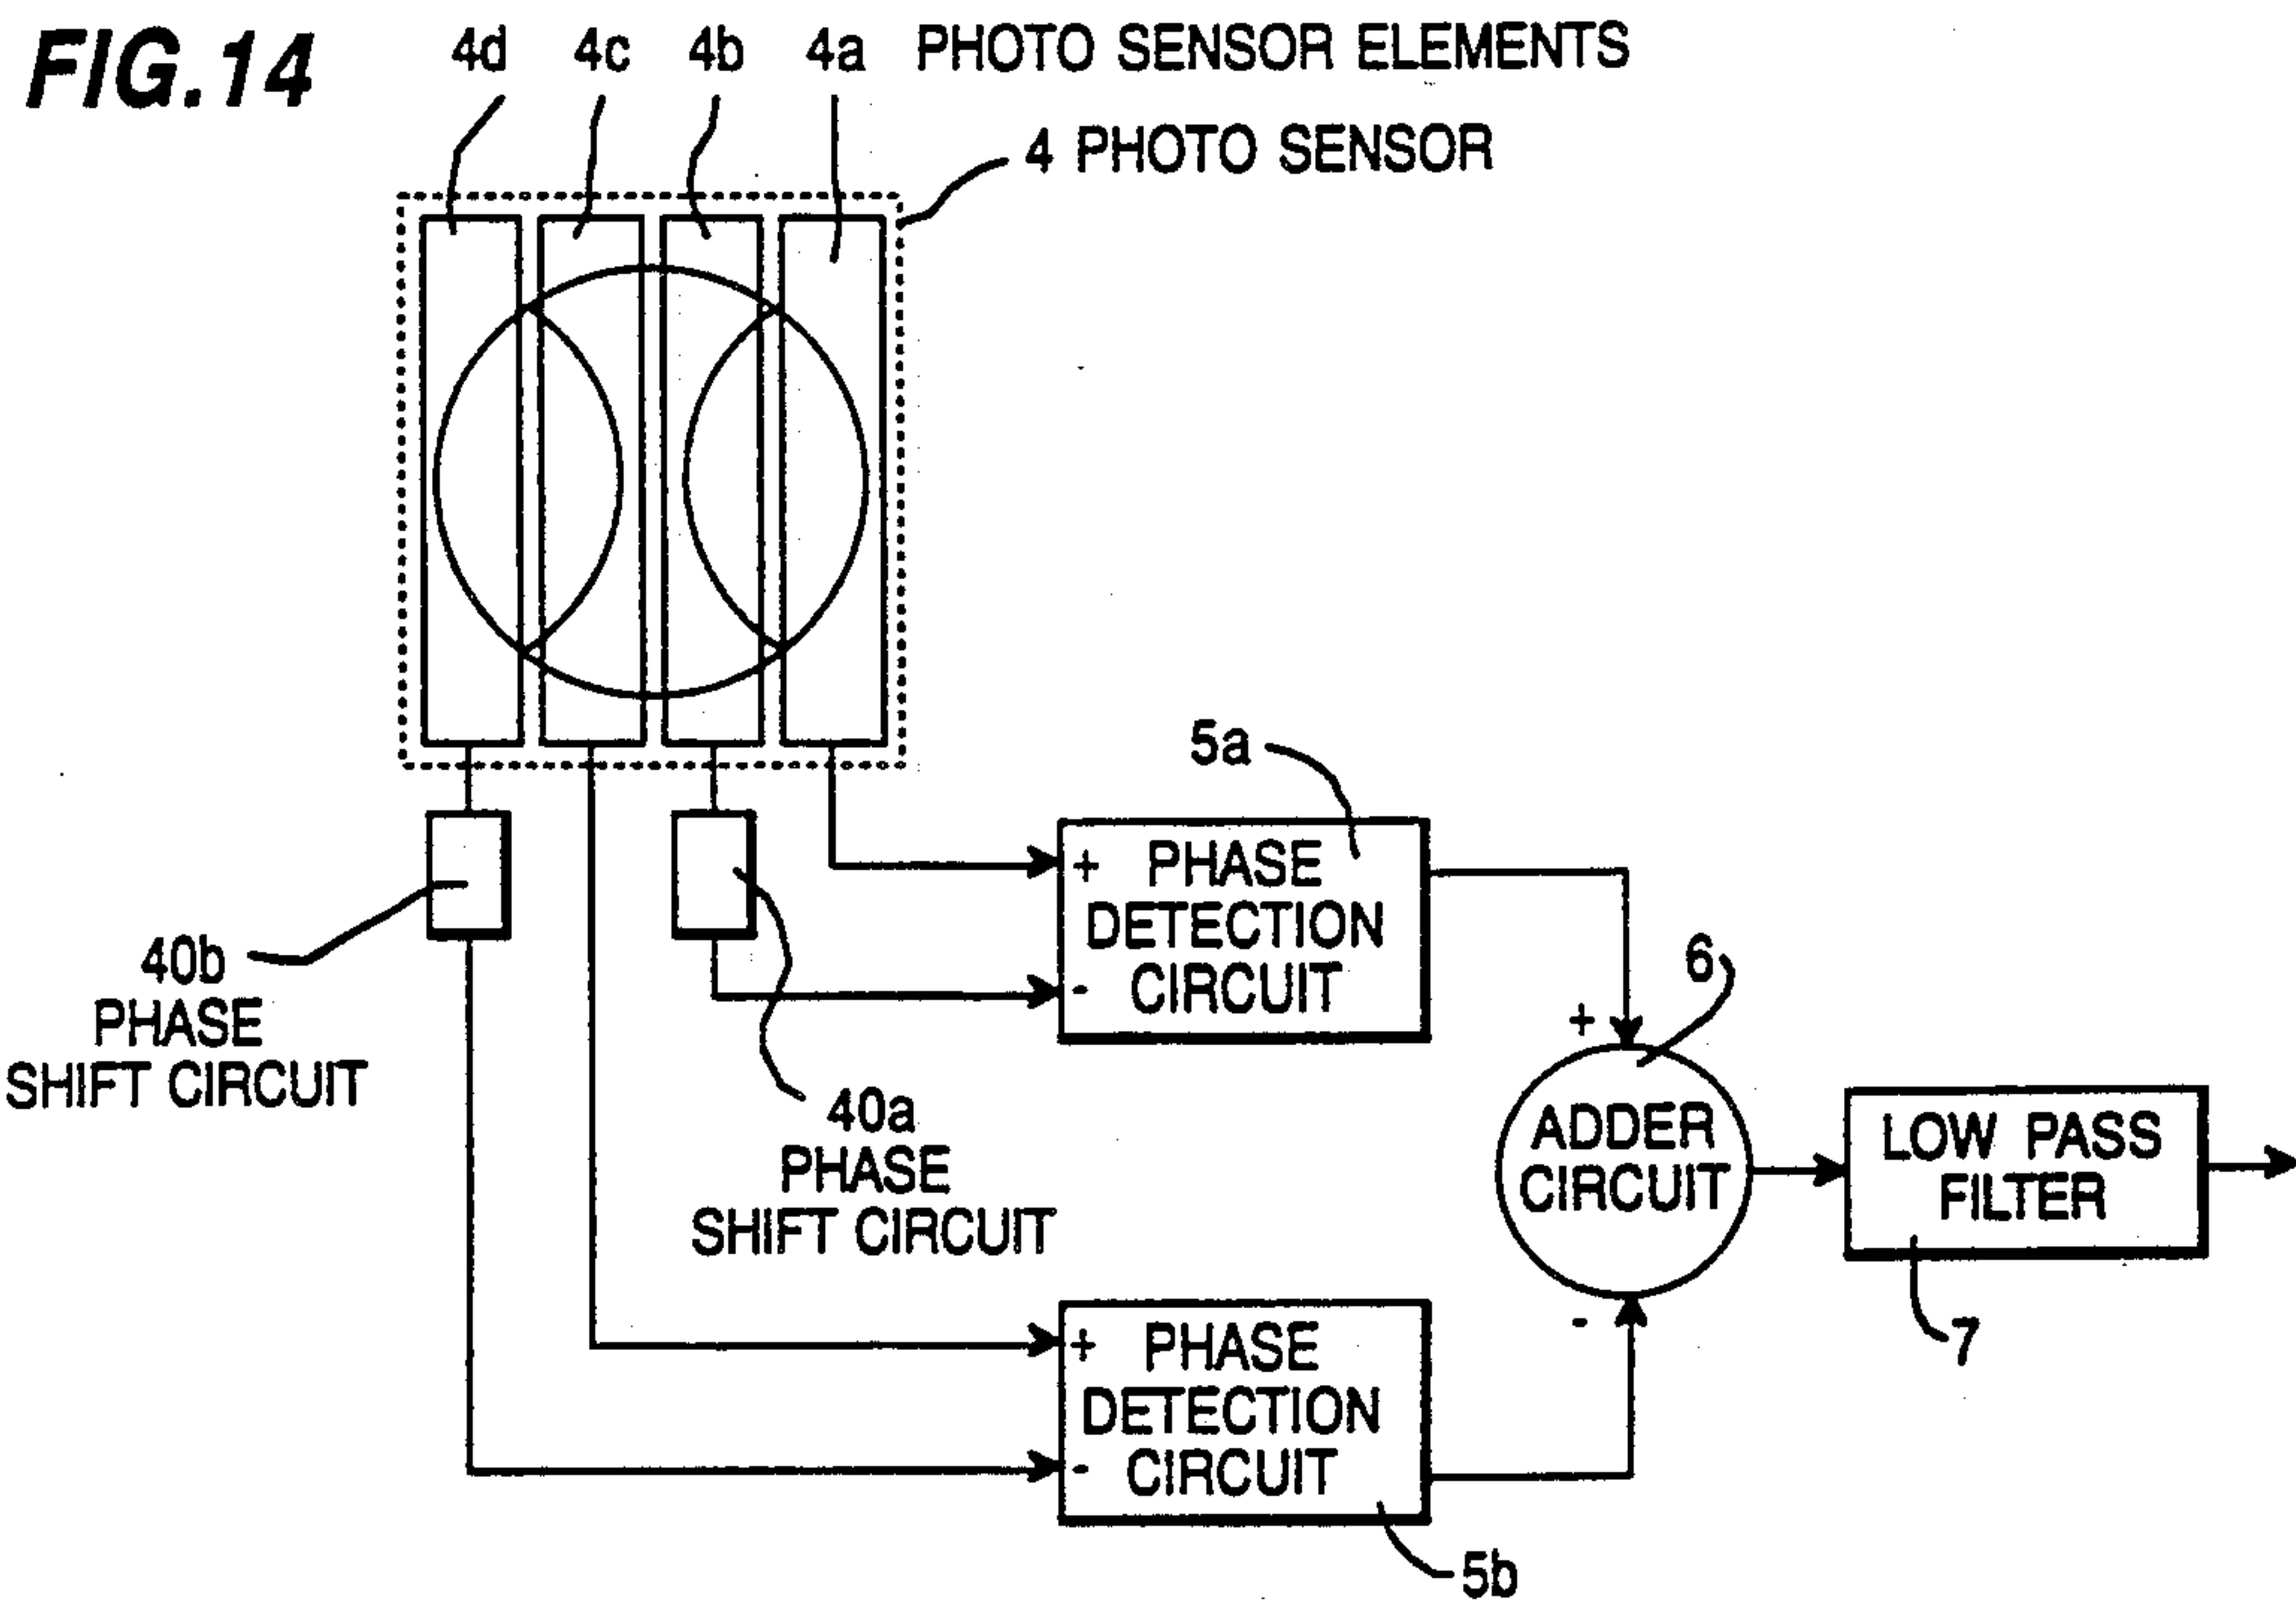 FIG. 14
4d 4c 4b 4a PHOTO SENSOR ELEMENTS
4 PHOTO SENSOR
5a
+ PHASE
DETECTION
- CIRCUIT
40b
PHASE
SHIFT CIRCUIT
40a
PHASE
SHIFT CIRCUIT
6
+
ADDER
CIRCUIT
-
LOW PASS
FILTER
7
+ PHASE
DETECTION
- CIRCUIT
5b